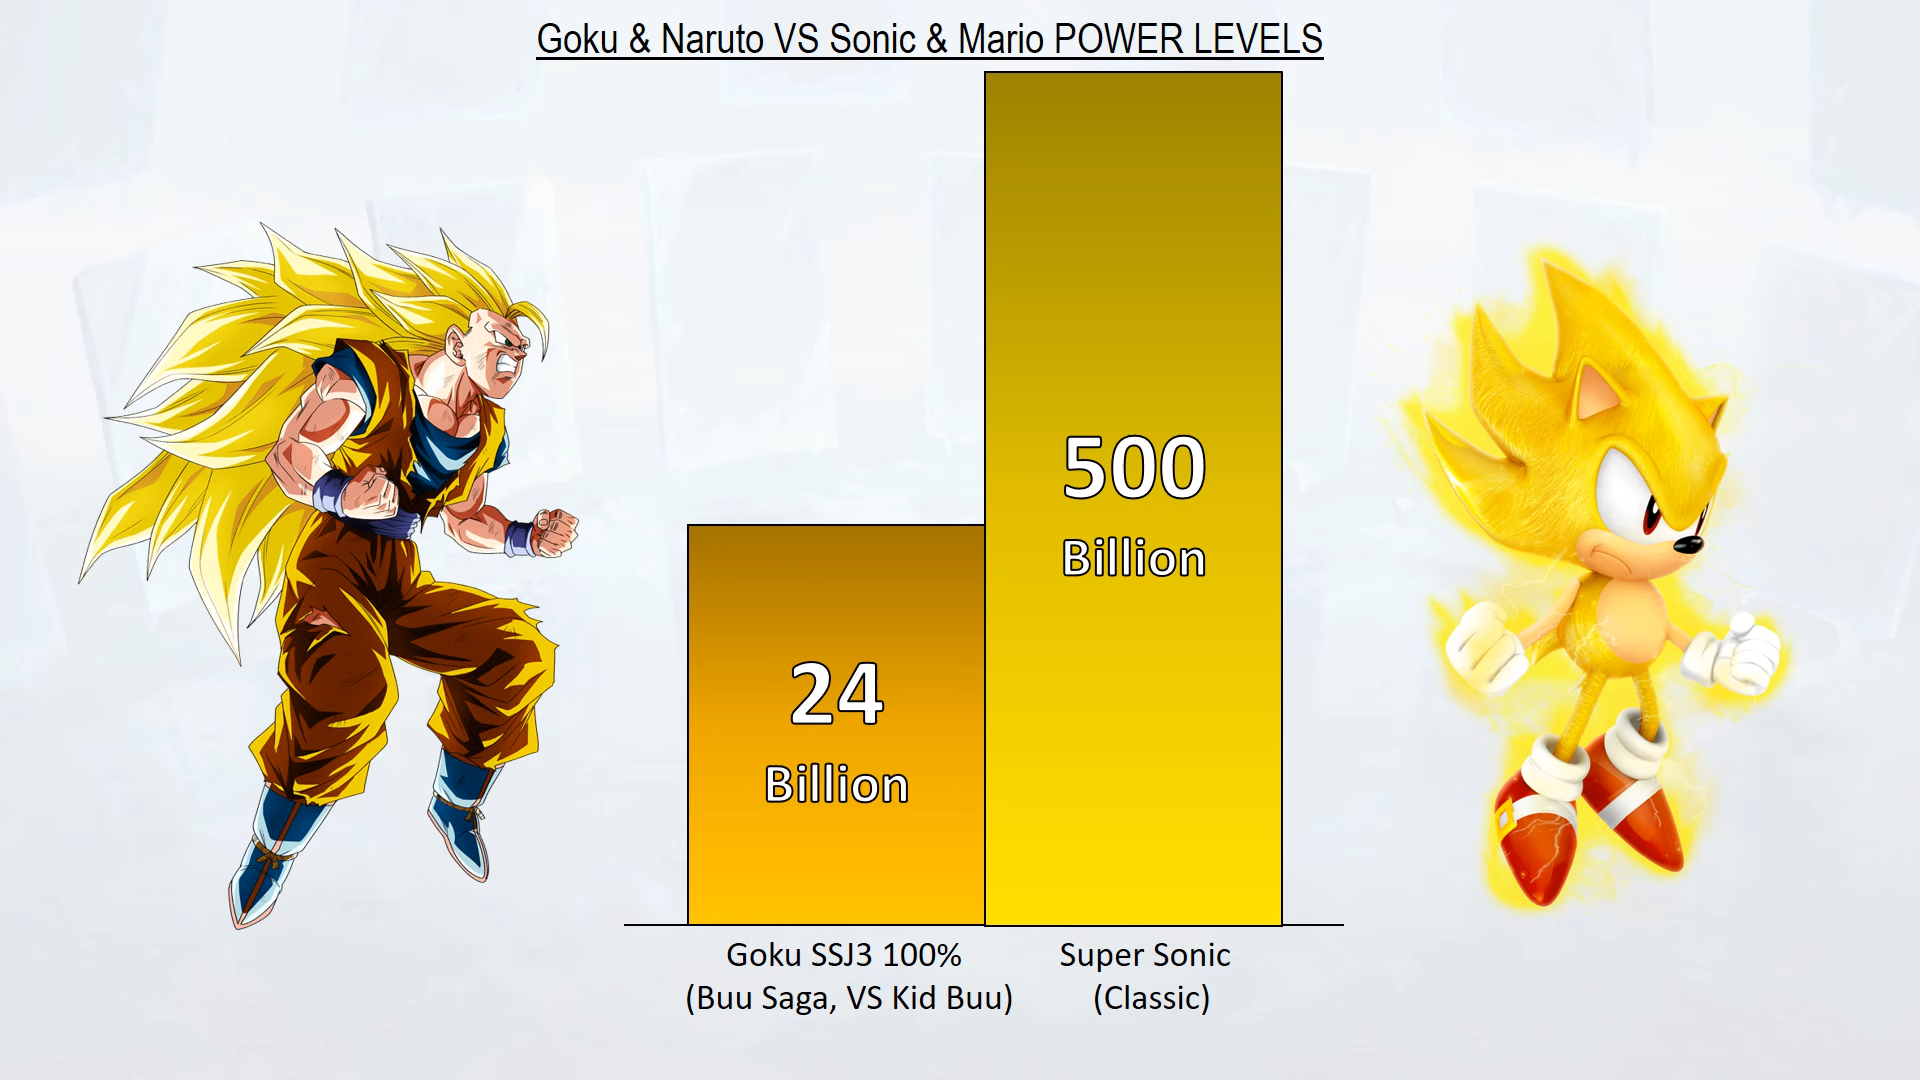 Goku & Naruto VS Sonic & Mario POWER LEVELS
500
Billion
24
Billion
Goku SSJ3 100%
(Buu Saga, VS Kid Buu)
Super Sonic
(Classic)